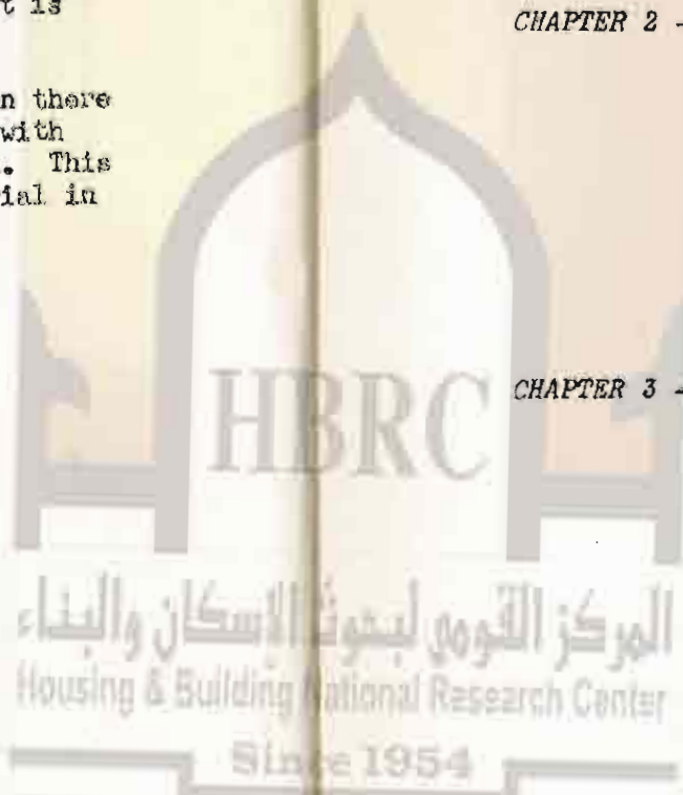 t is
n there
with
. This
ial in
CHAPTER 2 -
CHAPTER 3 -
HBRC
المركز القومي لبحوث الإسكان والبناء
Housing & Building National Research Center
Since 1954